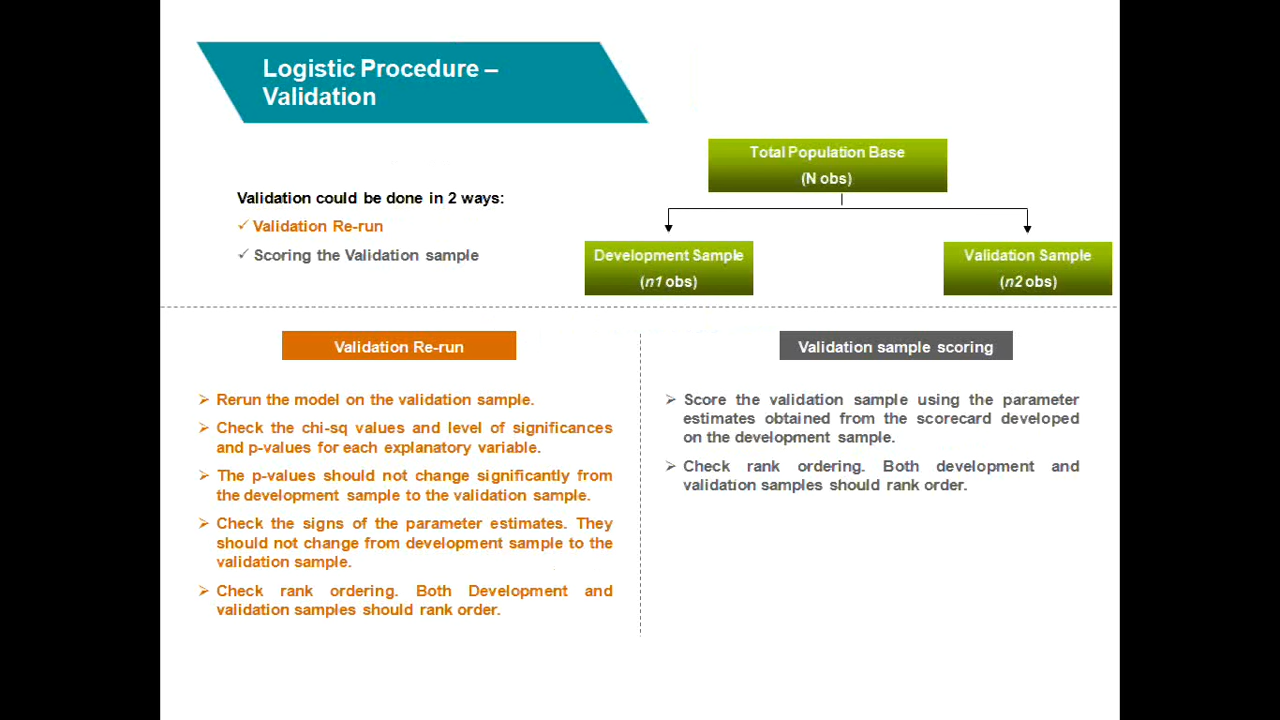 Logistic Procedure –
Validation
Total Population Base
(N obs)
Validation could be done in 2 ways:
✓ Validation Re-run
✓ Scoring the Validation sample
Development Sample
(n1 obs)
Validation Sample
(n2 obs)
Validation Re-run
➢ Rerun the model on the validation sample.
➢ Check the chi-sq values and level of significances
and p-values for each explanatory variable.
➢ The p-values should not change significantly from
the development sample to the validation sample.
➢ Check the signs of the parameter estimates. They
should not change from development sample to the
validation sample.
➢ Check rank ordering. Both Development and
validation samples should rank order.
Validation sample scoring
➢ Score the validation sample using the parameter
estimates obtained from the scorecard developed
on the development sample.
➢ Check rank ordering. Both development and
validation samples should rank order.